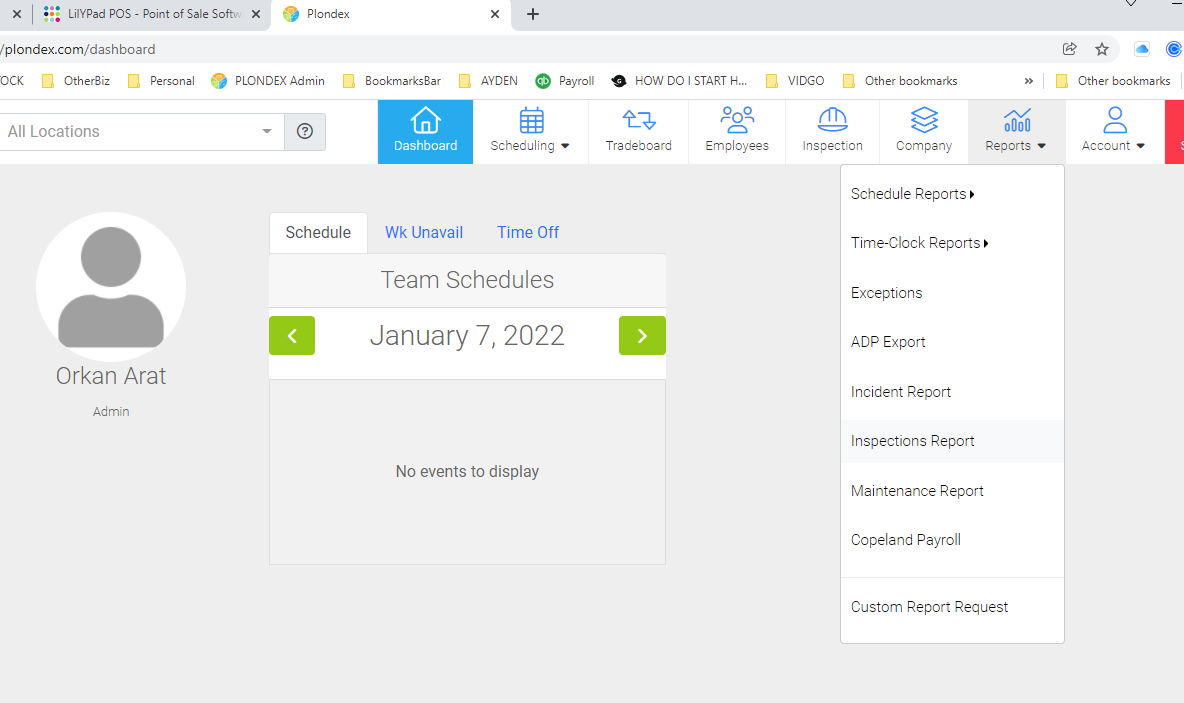 LilYPad POS - Point of Sale Softw
Plondex
/plondex.com/dashboard
OCK OtherBiz Personal PLONDEX Admin BookmarksBar AYDEN Payroll HOW DO I START H... VIDGO Other bookmarks » Other bookmarks
All Locations
Dashboard Scheduling Tradeboard Employees Inspection Company Reports Account
Orkan Arat
Admin
Schedule Wk Unavail Time Off
Team Schedules
January 7, 2022
No events to display
Schedule Reports
Time-Clock Reports
Exceptions
ADP Export
Incident Report
Inspections Report
Maintenance Report
Copeland Payroll
Custom Report Request